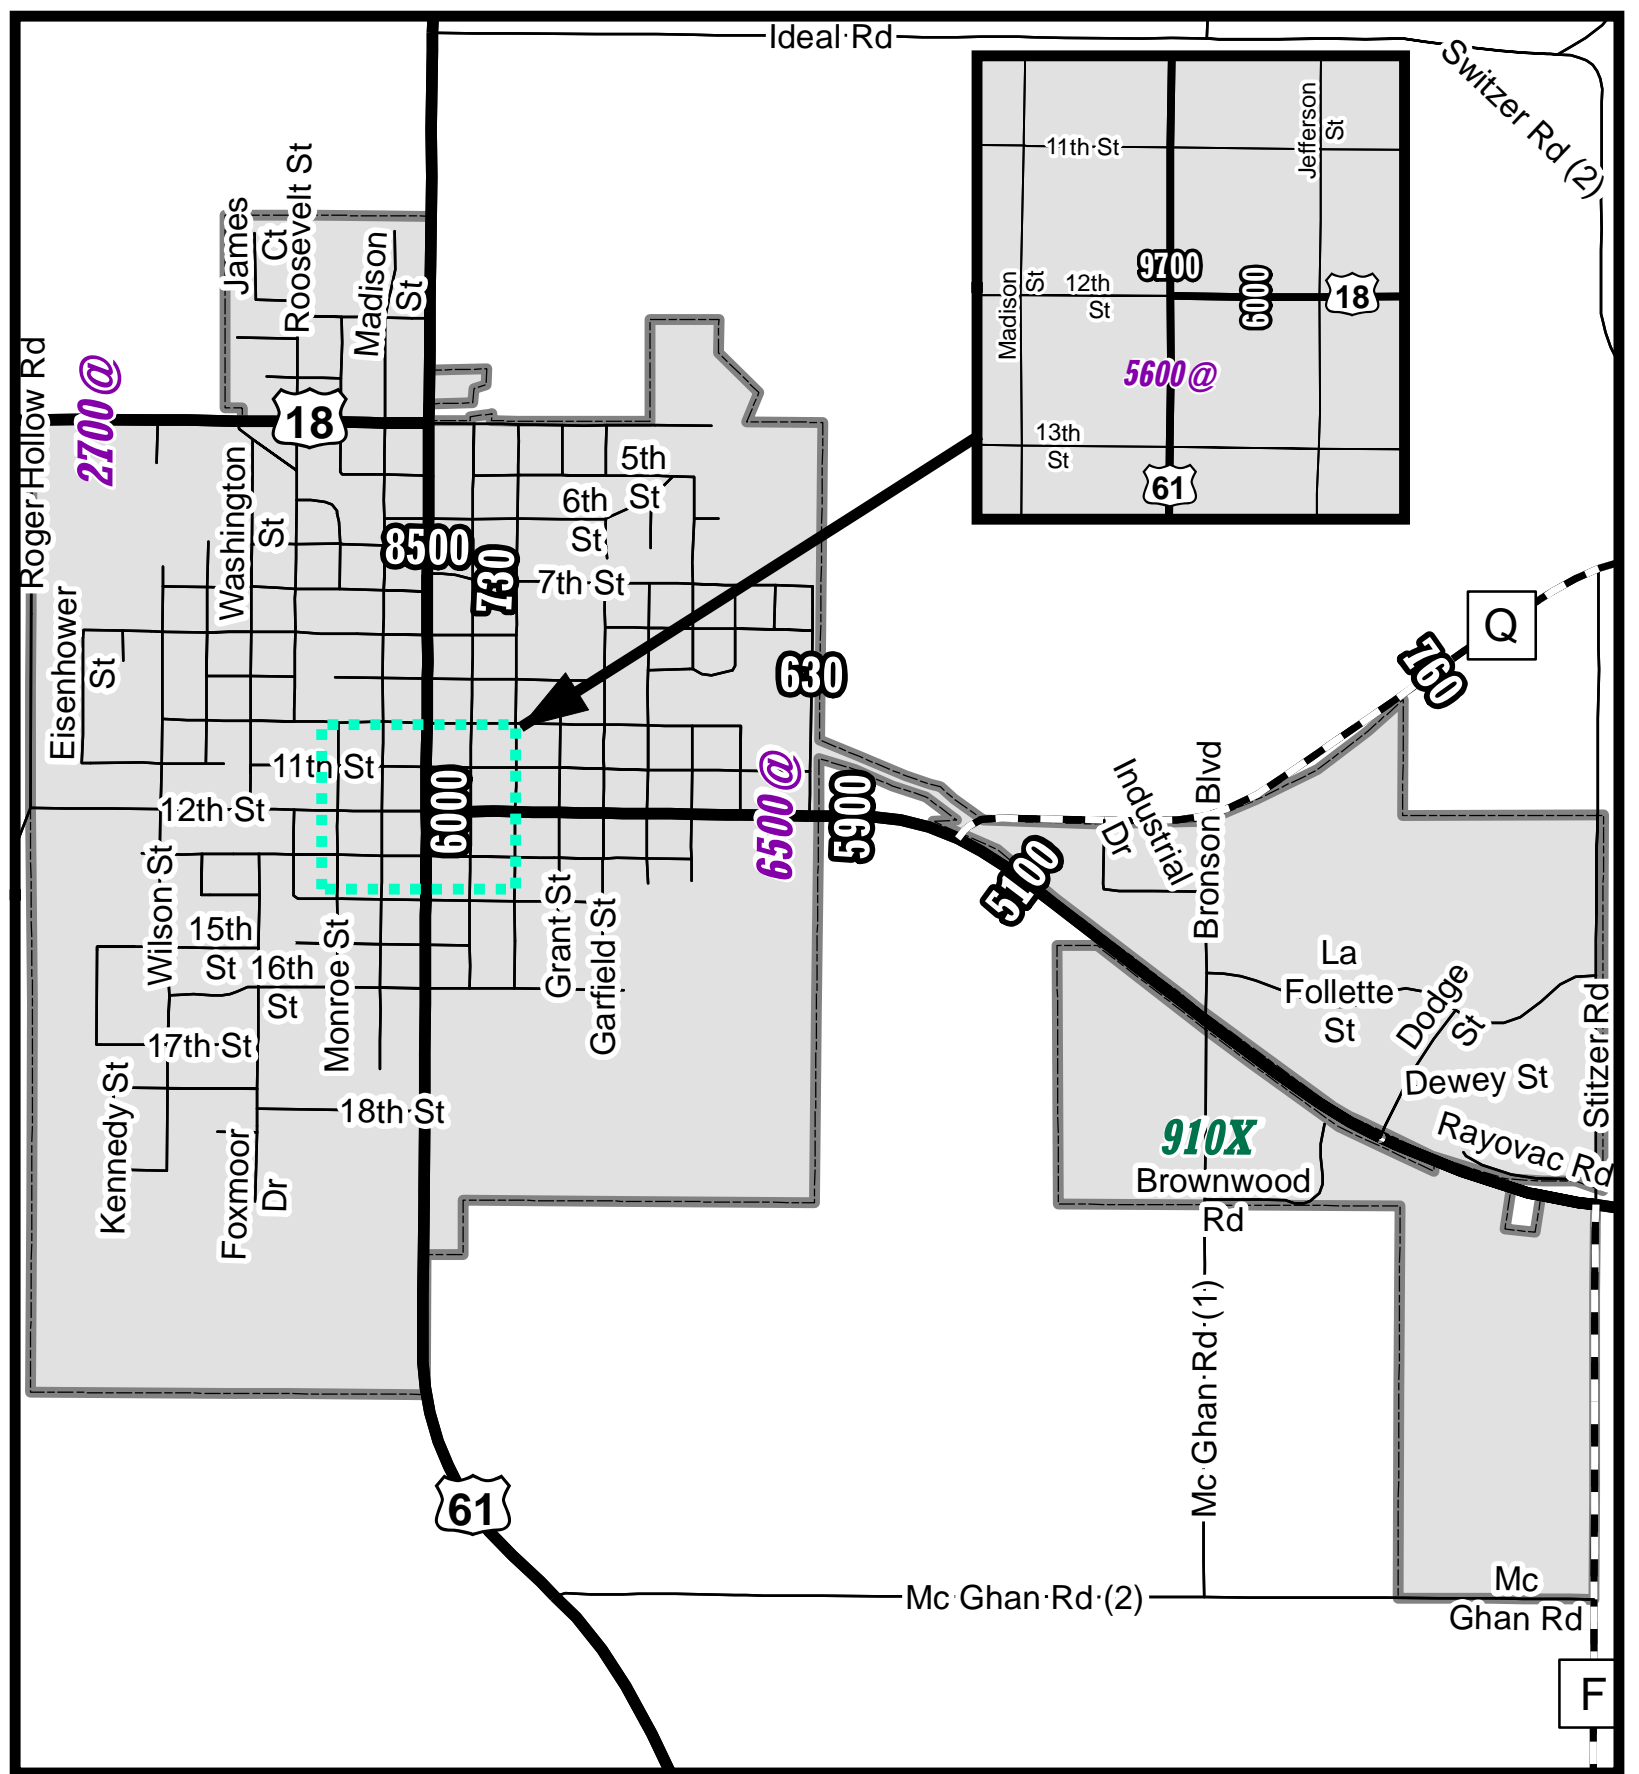 Ideal Rd
Switzer Rd (2)
11th St
Jefferson
St
9700
6000
18
Madison
St
12th
St
5600 @
13th
St
61
James
Ct
Roosevelt St
Madison
St
Roger Hollow Rd
2700 @
18
Washington
St
5th
St
6th
St
7th St
8500
730
Eisenhower
St
630
Q
760
11th St
12th St
6000
6500 @
5900
5100
Industrial
Dr
Bronson Blvd
Wilson St
15th
St
16th
St
Monroe St
Grant St
Garfield St
17th St
Kennedy St
18th St
Foxmoor
Dr
La
Follette
St
Dodge
St
Dewey St
Stitzer Rd
Rayovac Rd
910X
Brownwood
Rd
Mc Ghan Rd (1)
61
Mc Ghan Rd (2)
Mc
Ghan Rd
F